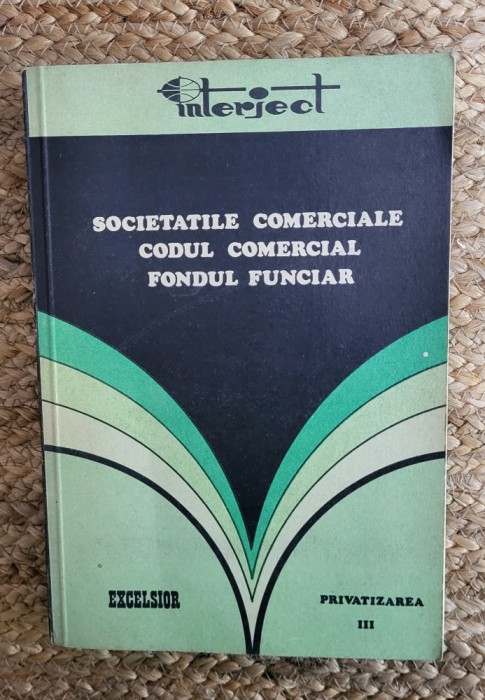 interject
SOCIETATILE COMERCIALE
CODUL COMERCIAL
FONDUL FUNCIAR
EXCELSIOR
PRIVATIZAREA
III